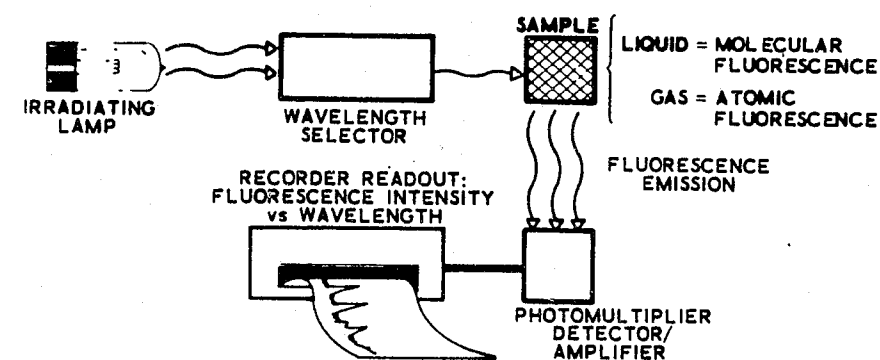 SAMPLE
LIQUID = MOLECULAR
FLUORESCENCE
GAS = ATOMIC
FLUORESCENCE
IRRADIATING
LAMP
WAVELENGTH
SELECTOR
FLUORESCENCE
EMISSION
RECORDER READOUT:
FLUORESCENCE INTENSITY
vs WAVELENGTH
PHOTOMULTIPLIER
DETECTOR/
AMPLIFIER